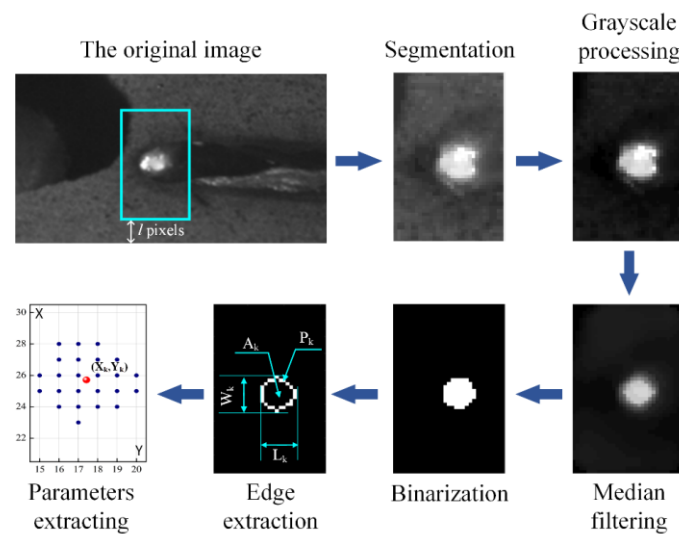 The original image
Segmentation
Grayscale
processing
l pixels
X
30
28
26
24
22
(Xₖ,Yₖ)
Y
15 16 17 18 19 20
Aₖ
Pₖ
Wₖ
Lₖ
Parameters
extracting
Edge
extraction
Binarization
Median
filtering